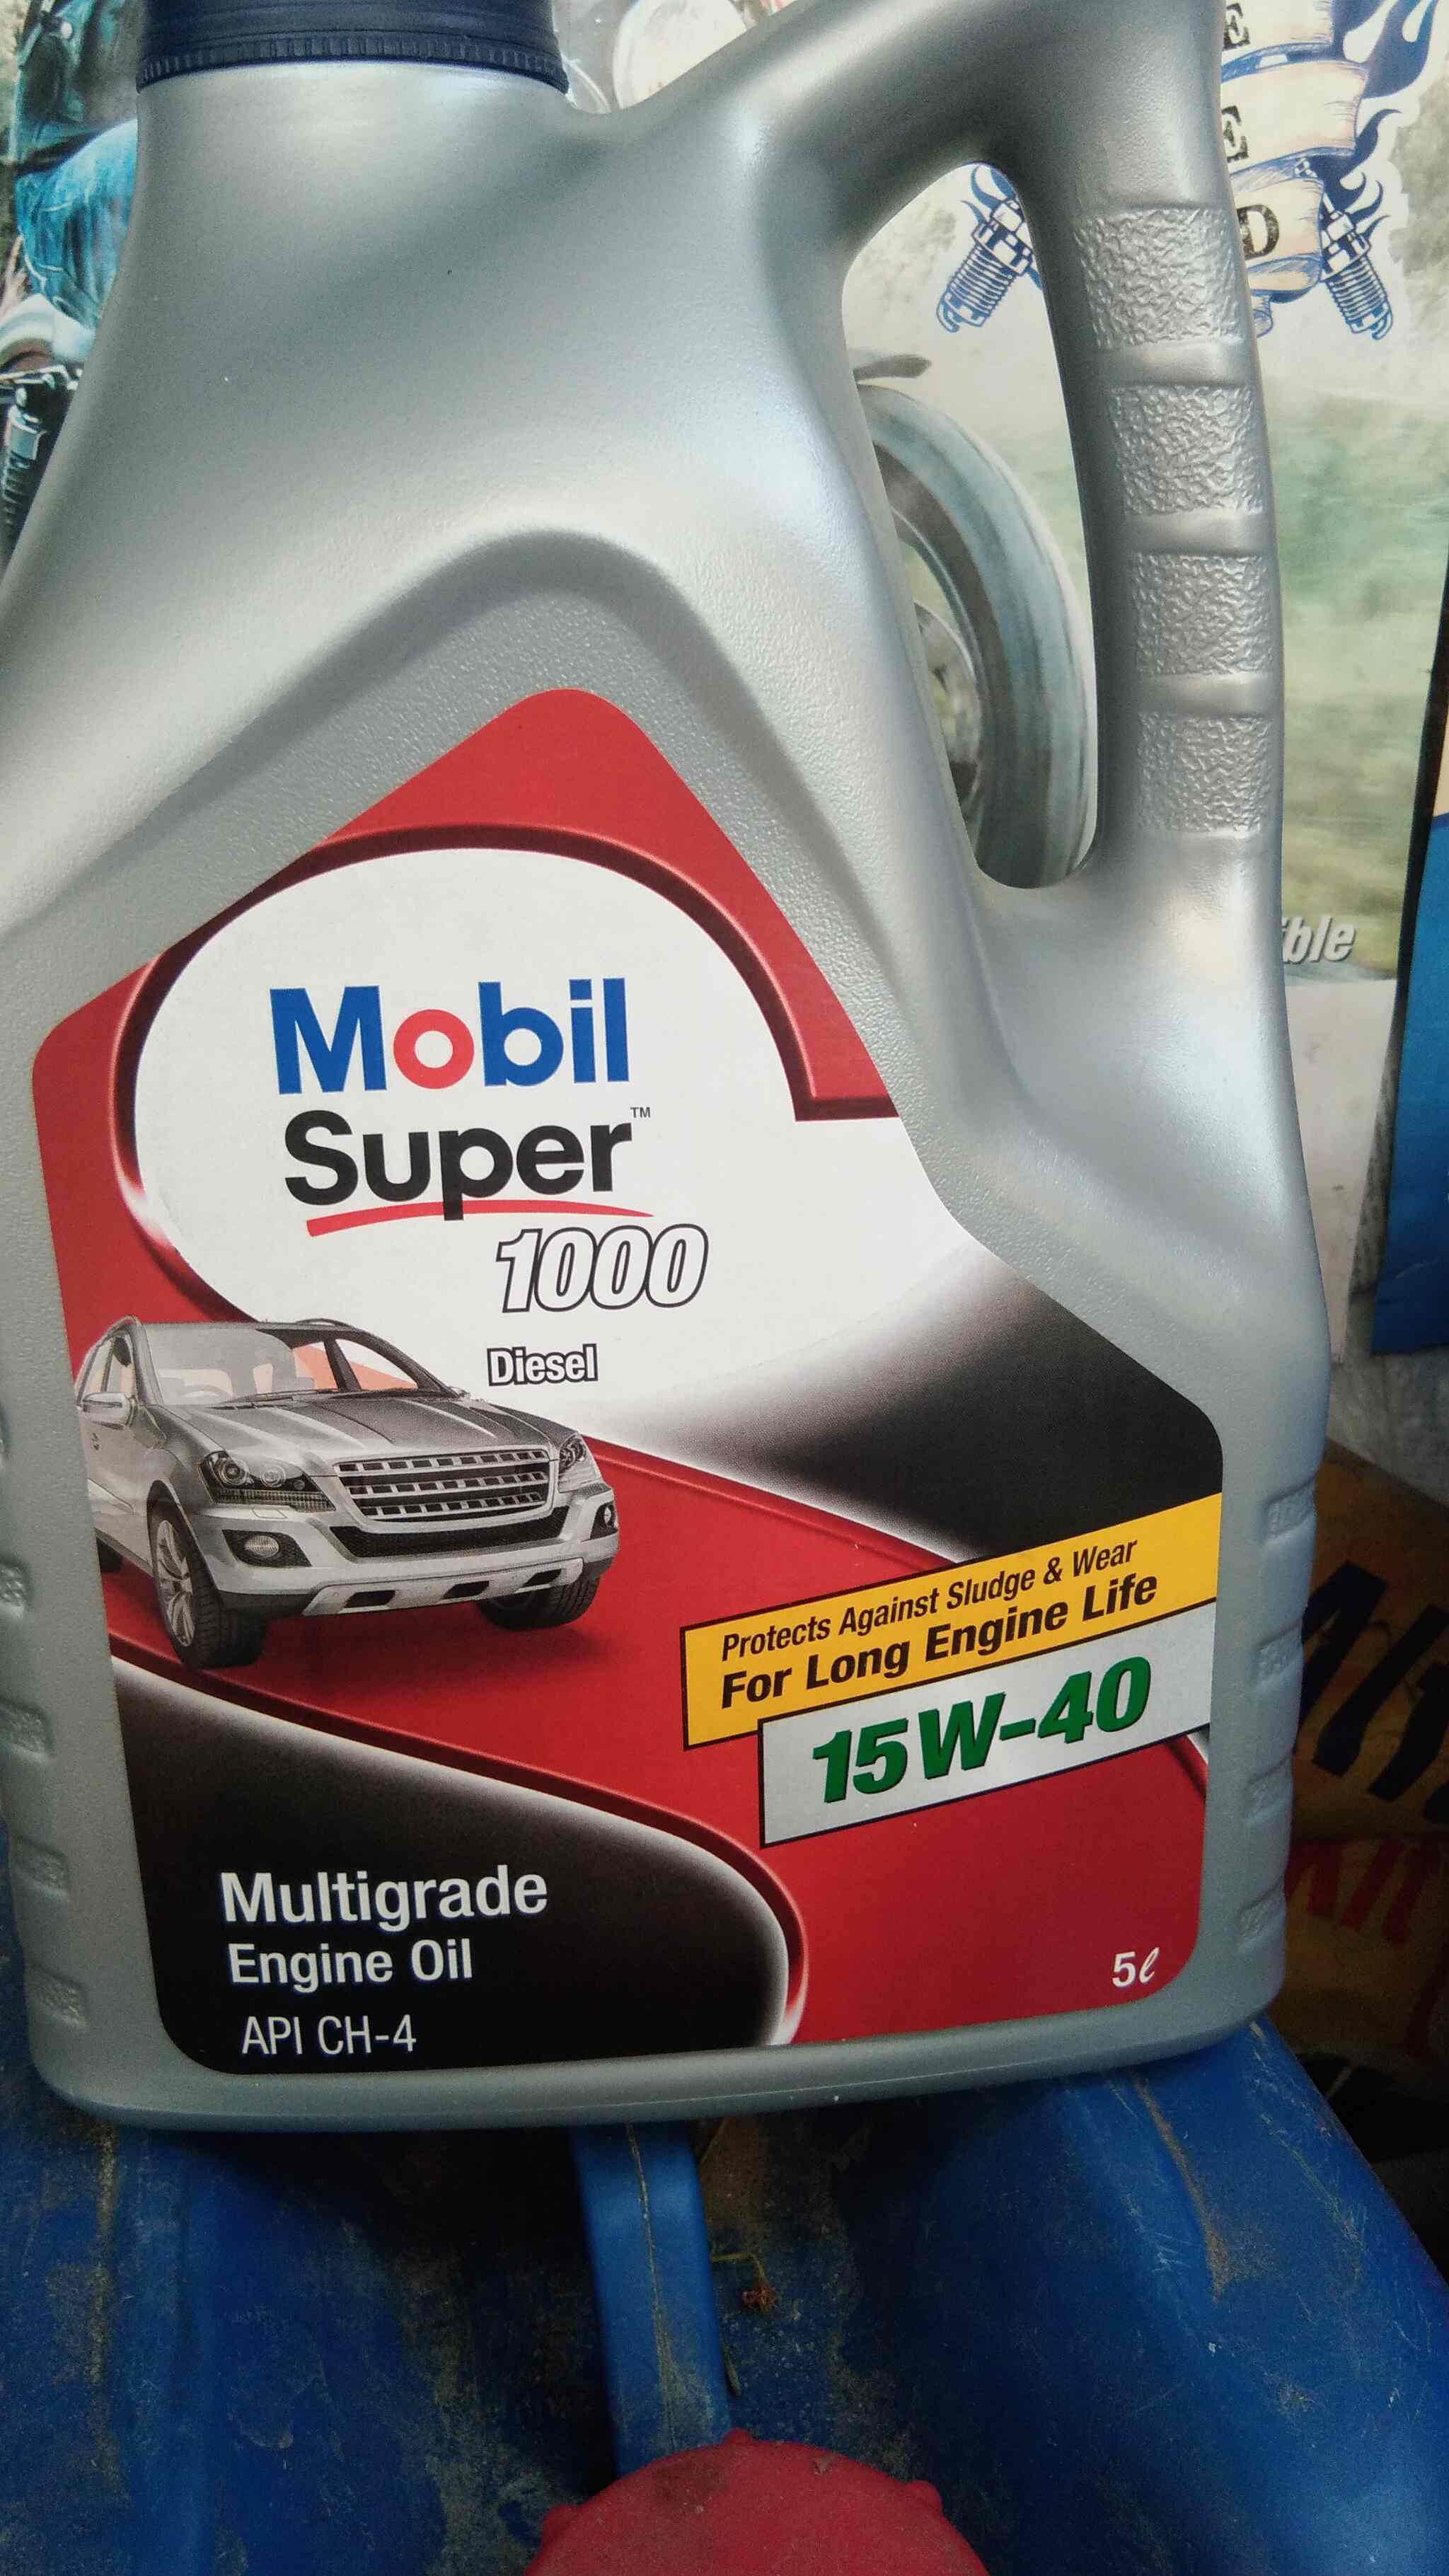 E
E
D
ible
Mobil
Super™
1000
Diesel
Protects Against Sludge & Wear
For Long Engine Life
15W-40
Multigrade
Engine Oil
API CH-4
5ℓ